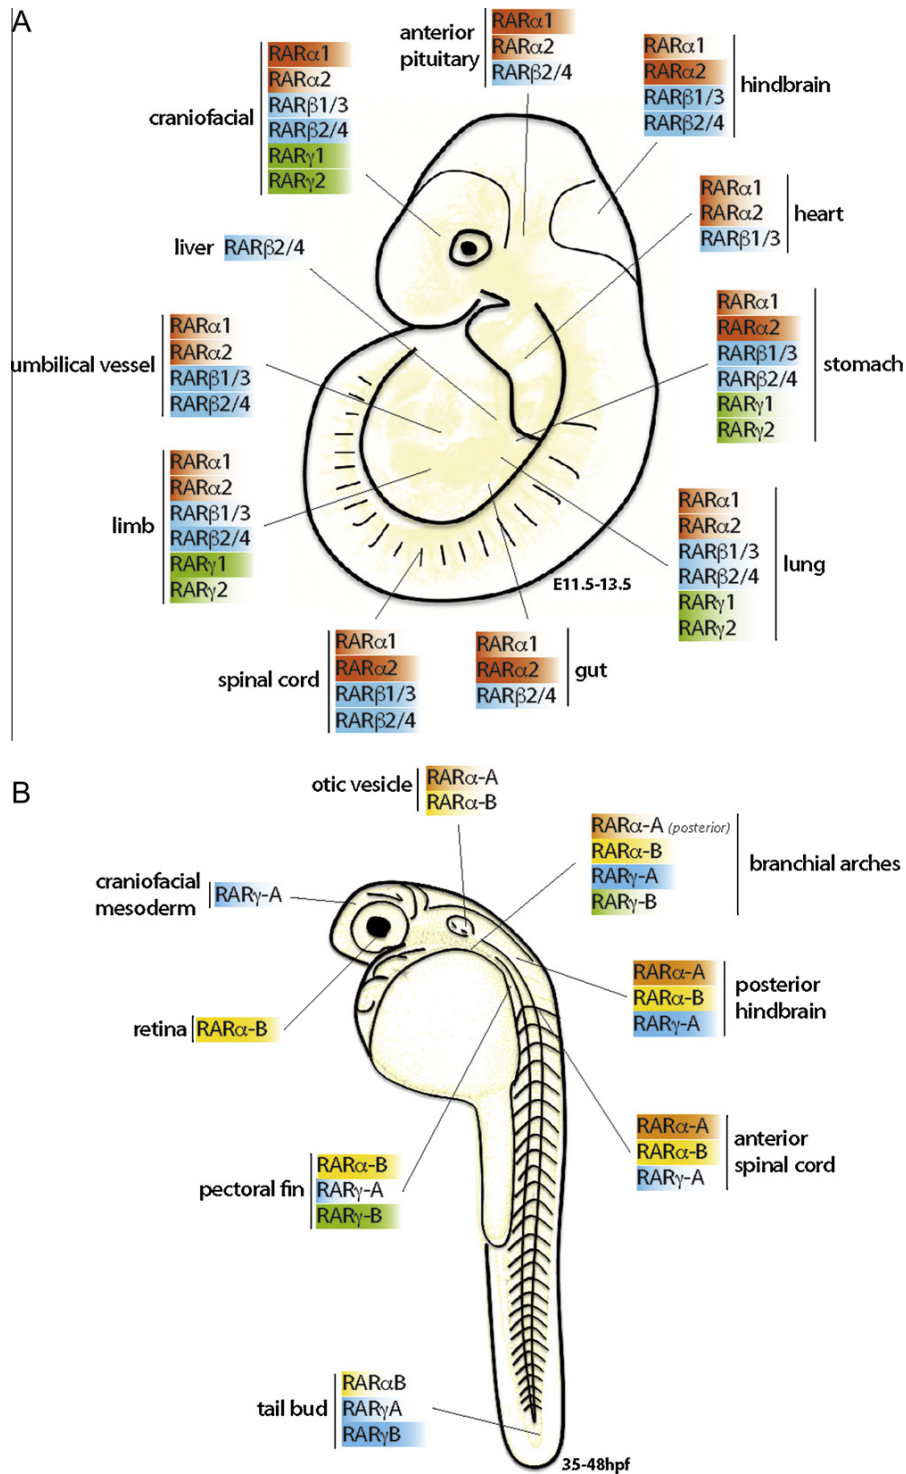 A
craniofacial
RARα1
RARα2
RARβ1/3
RARβ2/4
RARγ1
RARγ2
anterior
pituitary
RARα1
RARα2
RARβ2/4
RARα1
RARα2
RARβ1/3
RARβ2/4
hindbrain
RARα1
RARα2
RARβ1/3
heart
liver RARβ2/4
umbilical vessel
RARα1
RARα2
RARβ1/3
RARβ2/4
RARα1
RARα2
RARβ1/3
RARβ2/4
RARγ1
RARγ2
stomach
limb
RARα1
RARα2
RARβ1/3
RARβ2/4
RARγ1
RARγ2
RARα1
RARα2
RARβ1/3
RARβ2/4
RARγ1
RARγ2
lung
E11.5-13.5
spinal cord
RARα1
RARα2
RARβ1/3
RARβ2/4
RARα1
RARα2
RARβ2/4
gut
B
otic vesicle
RARα-A
RARα-B
RARα-A (posterior)
RARα-B
RARγ-A
RARγ-B
branchial arches
craniofacial
mesoderm
RARγ-A
RARα-A
RARα-B
RARγ-A
posterior
hindbrain
retina RARα-B
RARα-A
RARα-B
RARγ-A
anterior
spinal cord
pectoral fin
RARα-B
RARγ-A
RARγ-B
tail bud
RARαB
RARγA
RARγB
35-48hpf